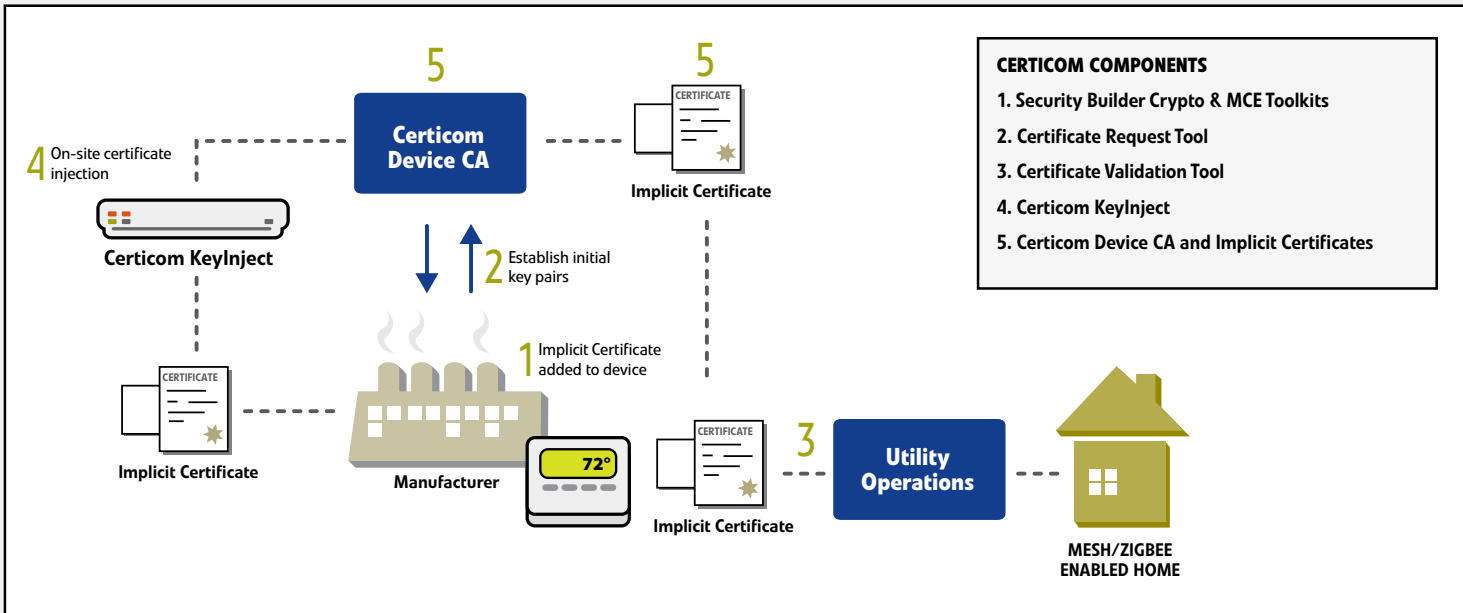 5
Certicom
Device CA
5
CERTIFICATE
Implicit Certificate
CERTICOM COMPONENTS
1. Security Builder Crypto & MCE Toolkits
2. Certificate Request Tool
3. Certificate Validation Tool
4. Certicom KeyInject
5. Certicom Device CA and Implicit Certificates
4 On-site certificate
injection
Certicom KeyInject
2 Establish initial
key pairs
1 Implicit Certificate
added to device
CERTIFICATE
Implicit Certificate
Manufacturer
72°
CERTIFICATE
Implicit Certificate
3
Utility
Operations
MESH/ZIGBEE
ENABLED HOME